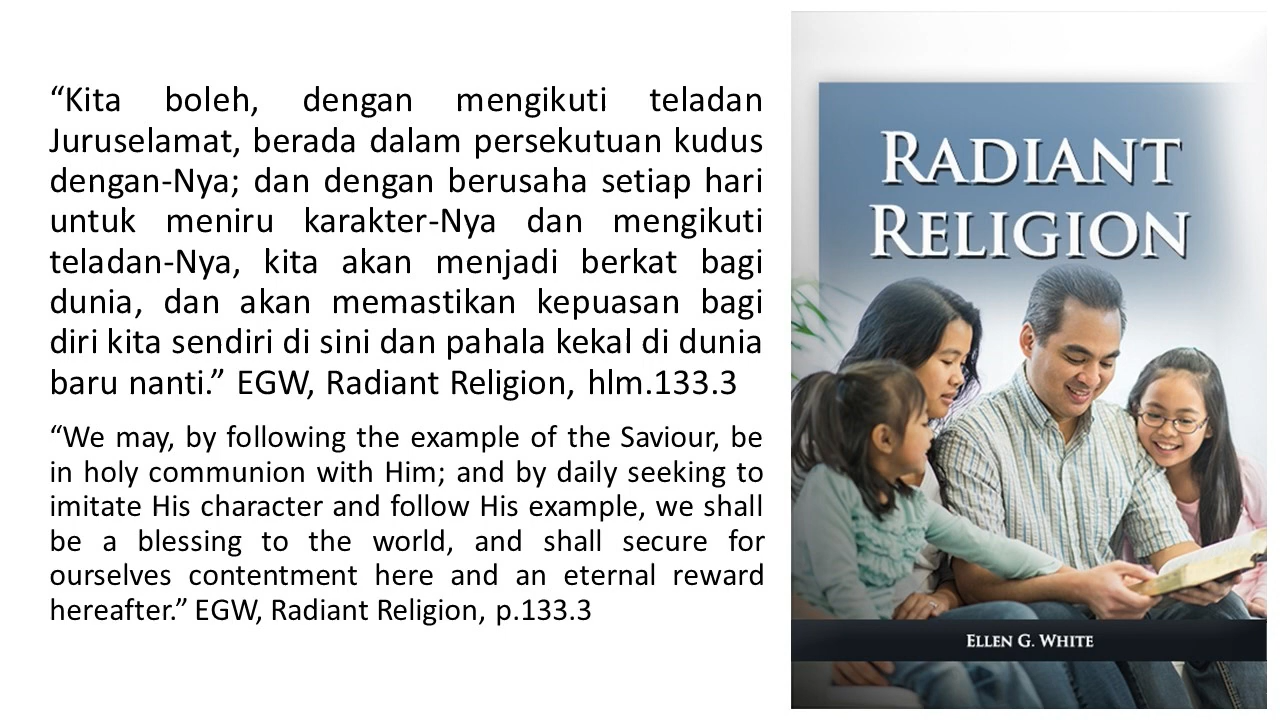 “Kita boleh, dengan mengikuti teladan
Juruselamat, berada dalam persekutuan kudus
dengan-Nya; dan dengan berusaha setiap hari
untuk meniru karakter-Nya dan mengikuti
teladan-Nya, kita akan menjadi berkat bagi
dunia, dan akan memastikan kepuasan bagi
diri kita sendiri di sini dan pahala kekal di dunia
baru nanti.” EGW, Radiant Religion, hlm.133.3
“We may, by following the example of the Saviour, be
in holy communion with Him; and by daily seeking to
imitate His character and follow His example, we shall
be a blessing to the world, and shall secure for
ourselves contentment here and an eternal reward
hereafter.” EGW, Radiant Religion, p.133.3
RADIANT
RELIGION
ELLEN G. WHITE